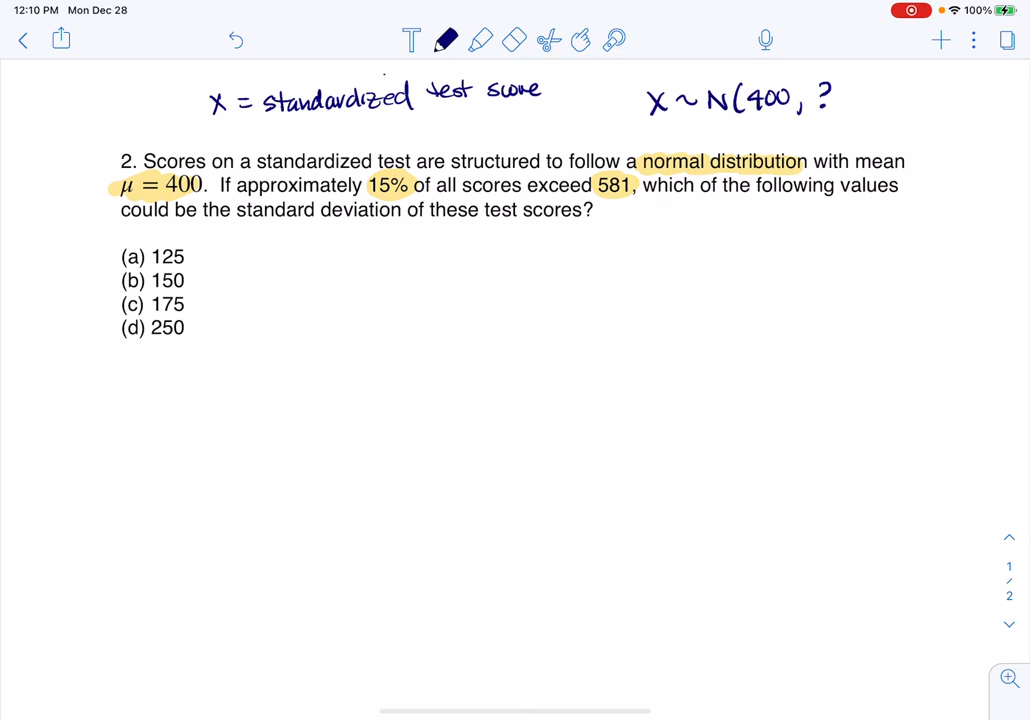 12:10 PM Mon Dec 28
100%
T
X = standardized test score
X ~ N(400, ?
2. Scores on a standardized test are structured to follow a normal distribution with mean
μ = 400. If approximately 15% of all scores exceed 581, which of the following values
could be the standard deviation of these test scores?
(a) 125
(b) 150
(c) 175
(d) 250
1
/
2